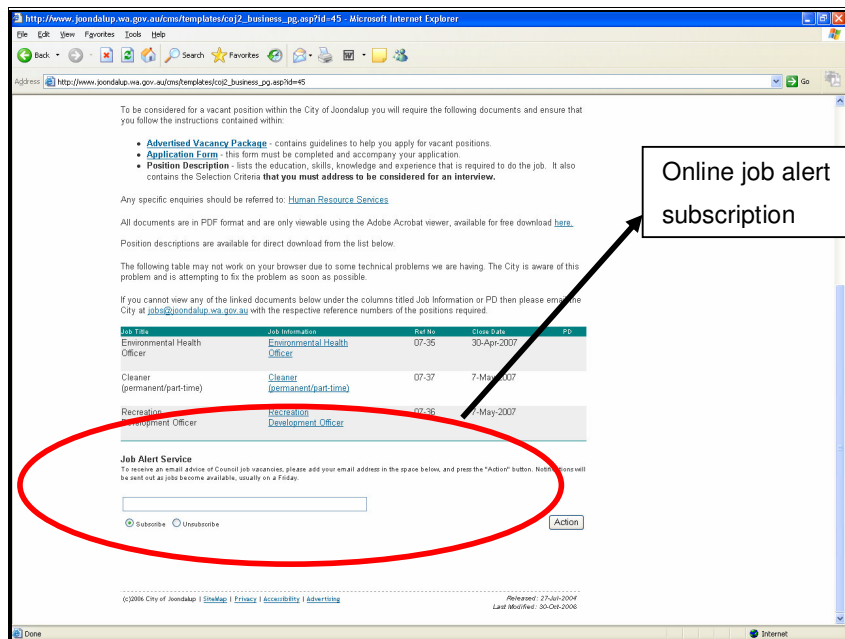 http://www.joondalup.wa.gov.au/cms/templates/coj2_business_pg.asp?id=45 - Microsoft Internet Explorer
File Edit View Favorites Tools Help
Back Search Favorites
Address http://www.joondalup.wa.gov.au/cms/templates/coj2_business_pg.asp?id=45 Go
To be considered for a vacant position within the City of Joondalup you will require the following documents and ensure that
you follow the instructions contained within:
• Advertised Vacancy Package - contains guidelines to help you apply for vacant positions.
• Application Form - this form must be completed and accompany your application.
• Position Description - lists the education, skills, knowledge and experience that is required to do the job. It also
contains the Selection Criteria that you must address to be considered for an interview.
Any specific enquiries should be referred to: Human Resource Services
All documents are in PDF format and are only viewable using the Adobe Acrobat viewer, available for free download here.
Position descriptions are available for direct download from the list below.
The following table may not work on your browser due to some technical problems we are having. The City is aware of this
problem and is attempting to fix the problem as soon as possible.
If you cannot view any of the linked documents below under the columns titled Job Information or PD then please email the
City at jobs@joondalup.wa.gov.au with the respective reference numbers of the positions required.
Job Title Job Information Ref No Close Date PD
Environmental Health Environmental Health 07-35 30-Apr-2007
Officer Officer
Cleaner Cleaner 07-37 7-May-2007
(permanent/part-time) (permanent/part-time)
Recreation Recreation 07-36 7-May-2007
Development Officer Development Officer
Job Alert Service
To receive an email advice of Council job vacancies, please add your email address in the space below, and press the "Action" button. Notifications will
be sent out as jobs become available, usually on a Friday.
Subscribe Unsubscribe Action
(c)2006 City of Joondalup | SiteMap | Privacy | Accessibility | Advertising Released: 27-Jul-2004
Last Modified: 30-Oct-2006
Done Internet
Online job alert
subscription